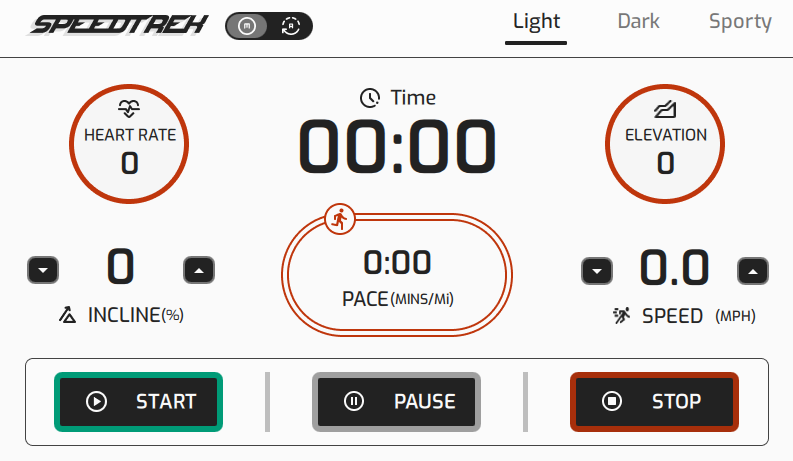 SPEEDTREK M A Light Dark Sporty
HEART RATE
0
Time
00:00
ELEVATION
0
0
INCLINE(%)
0:00
PACE(MINS/Mi)
0.0
SPEED (MPH)
START PAUSE STOP